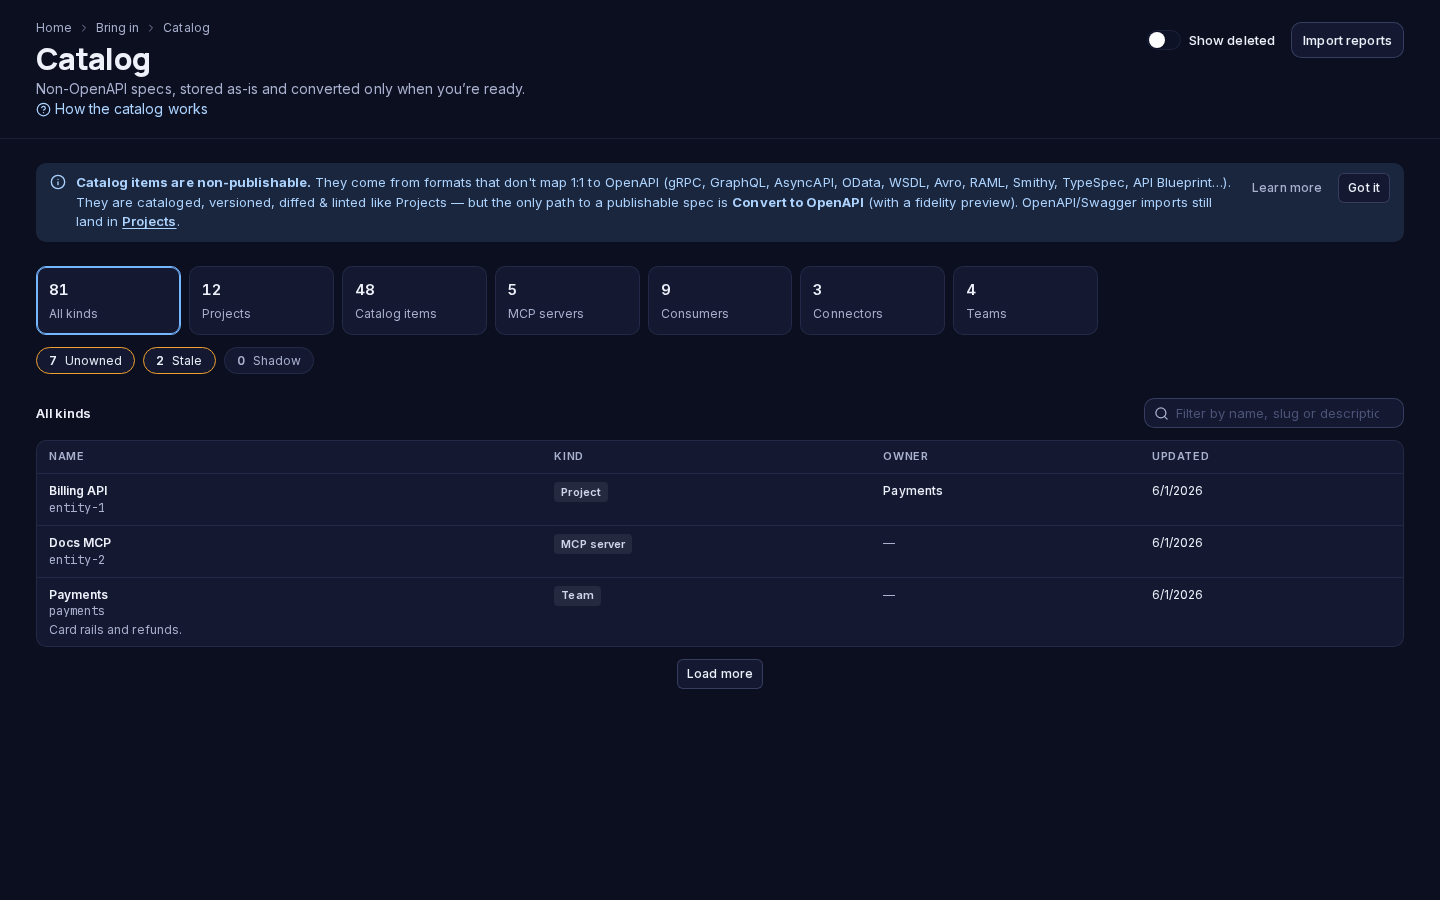 Home > Bring in > Catalog
Catalog
Non-OpenAPI specs, stored as-is and converted only when you’re ready.
How the catalog works
Show deleted
Import reports
Catalog items are non-publishable. They come from formats that don't map 1:1 to OpenAPI (gRPC, GraphQL, AsyncAPI, OData, WSDL, Avro, RAML, Smithy, TypeSpec, API Blueprint…).
They are cataloged, versioned, diffed & linted like Projects — but the only path to a publishable spec is Convert to OpenAPI (with a fidelity preview). OpenAPI/Swagger imports still
land in Projects.
Learn more
Got it
81
All kinds
12
Projects
48
Catalog items
5
MCP servers
9
Consumers
3
Connectors
4
Teams
7 Unowned
2 Stale
0 Shadow
All kinds
Filter by name, slug or descriptic
NAME KIND OWNER UPDATED
Billing API Project Payments 6/1/2026
entity-1
Docs MCP MCP server — 6/1/2026
entity-2
Payments Team — 6/1/2026
payments
Card rails and refunds.
Load more